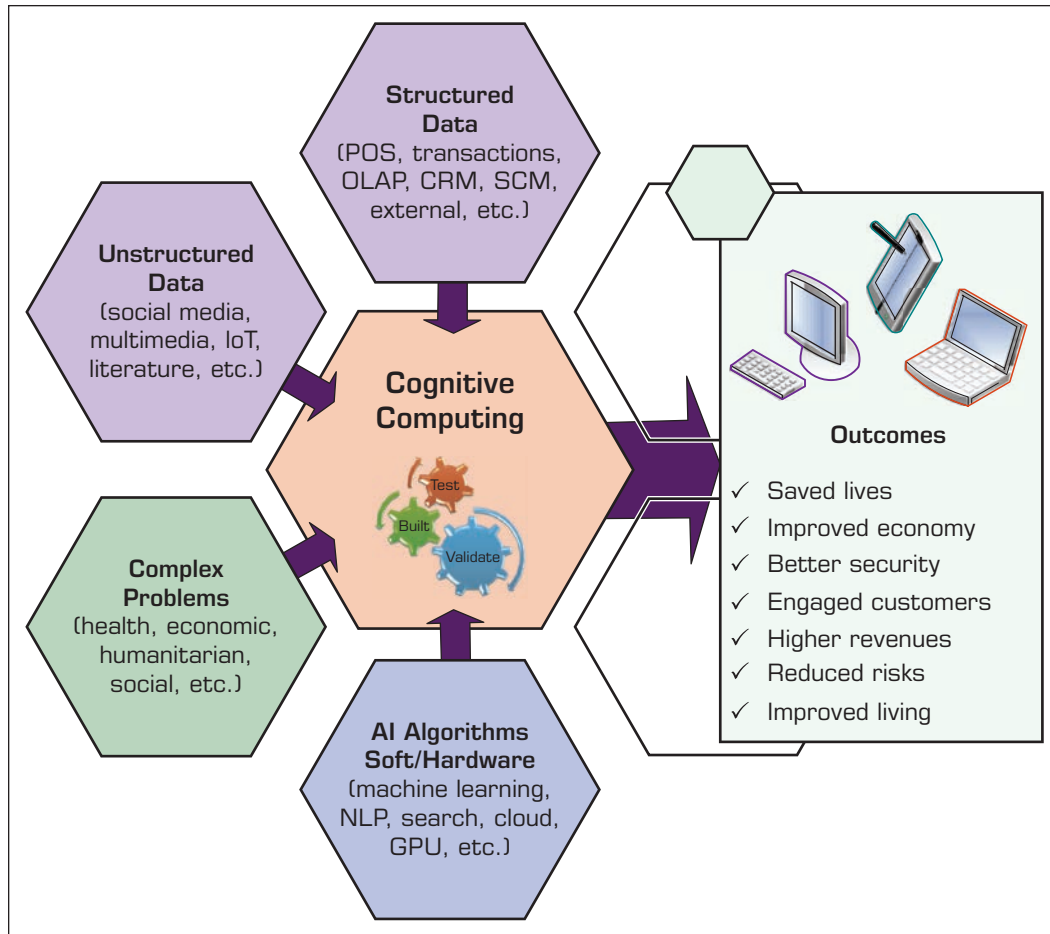 Structured
Data
(POS, transactions,
OLAP, CRM, SCM,
external, etc.)
Unstructured
Data
(social media,
multimedia, IoT,
literature, etc.)
Cognitive
Computing
Test
Built
Validate
Complex
Problems
(health, economic,
humanitarian,
social, etc.)
AI Algorithms
Soft/Hardware
(machine learning,
NLP, search, cloud,
GPU, etc.)
Outcomes
✓ Saved lives
✓ Improved economy
✓ Better security
✓ Engaged customers
✓ Higher revenues
✓ Reduced risks
✓ Improved living